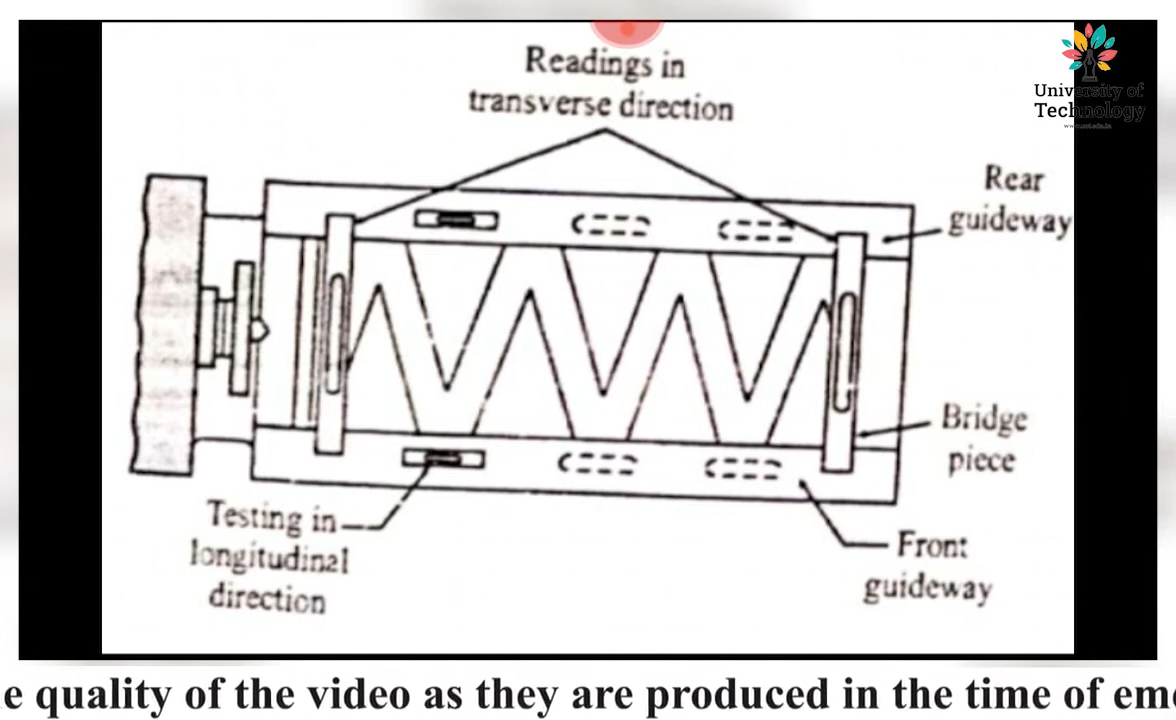 Readings in
transverse direction
University of
Technology
Rear
guideway
Bridge
piece
Testing in
longitudinal
direction
Front
guideway
e quality of the video as they are produced in the time of em